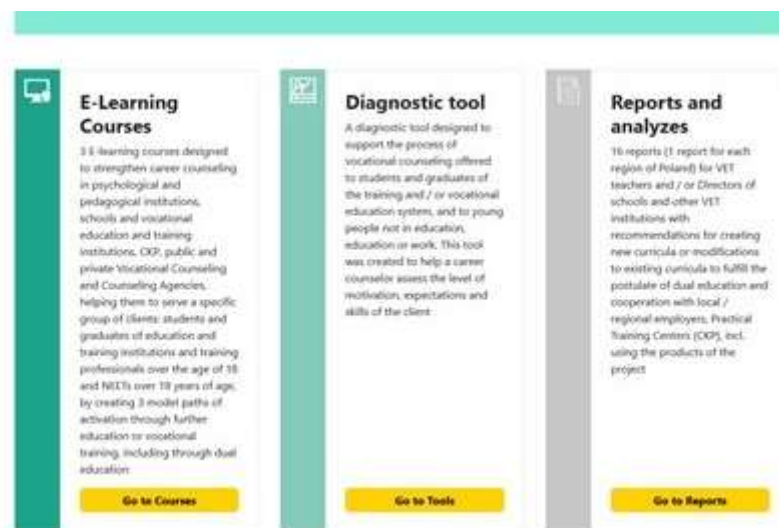 E-Learning
Courses
3 E-learning courses designed
to strengthen career counseling
in psychological and
pedagogical institutions,
schools and vocational
education and training
institutions, CKP, public and
private Vocational Counseling
and Counseling Agencies,
helping them to serve a specific
group of clients: students and
graduates of education and
training institutions and training
professionals over the age of 18
and NEETs over 18 years of age,
by creating 3 model paths of
activation through further
education or vocational
training, including through dual
education
Go to Courses
Diagnostic tool
A diagnostic tool designed to
support the process of
vocational counseling offered
to students and graduates of
the training and / or vocational
education system, and to young
people not in education,
education or work. This tool
was created to help a career
counselor assess the level of
motivation, expectations and
skills of the client
Go to Tools
Reports and
analyzes
16 reports (1 report for each
region of Poland) for VET
teachers and / or Directors of
schools and other VET
institutions with
recommendations for creating
new curricula or modifications
to existing curricula to fulfill the
postulate of dual education and
cooperation with local /
regional employers, Practical
Training Centers (CKP), incl.
using the products of the
project
Go to Reports